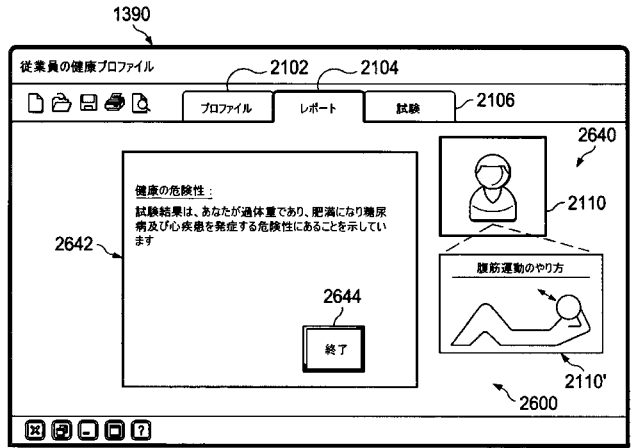 1390
従業員の健康プロファイル
2102
2104
プロファイル
レポート
試験
2106
2640
健康の危険性：
試験結果は、あなたが過体重であり、肥満になり糖尿
病及び心疾患を発症する危険性にあることを示してい
ます
2110
2642
腹筋運動のやり方
2644
終了
2110'
2600
?